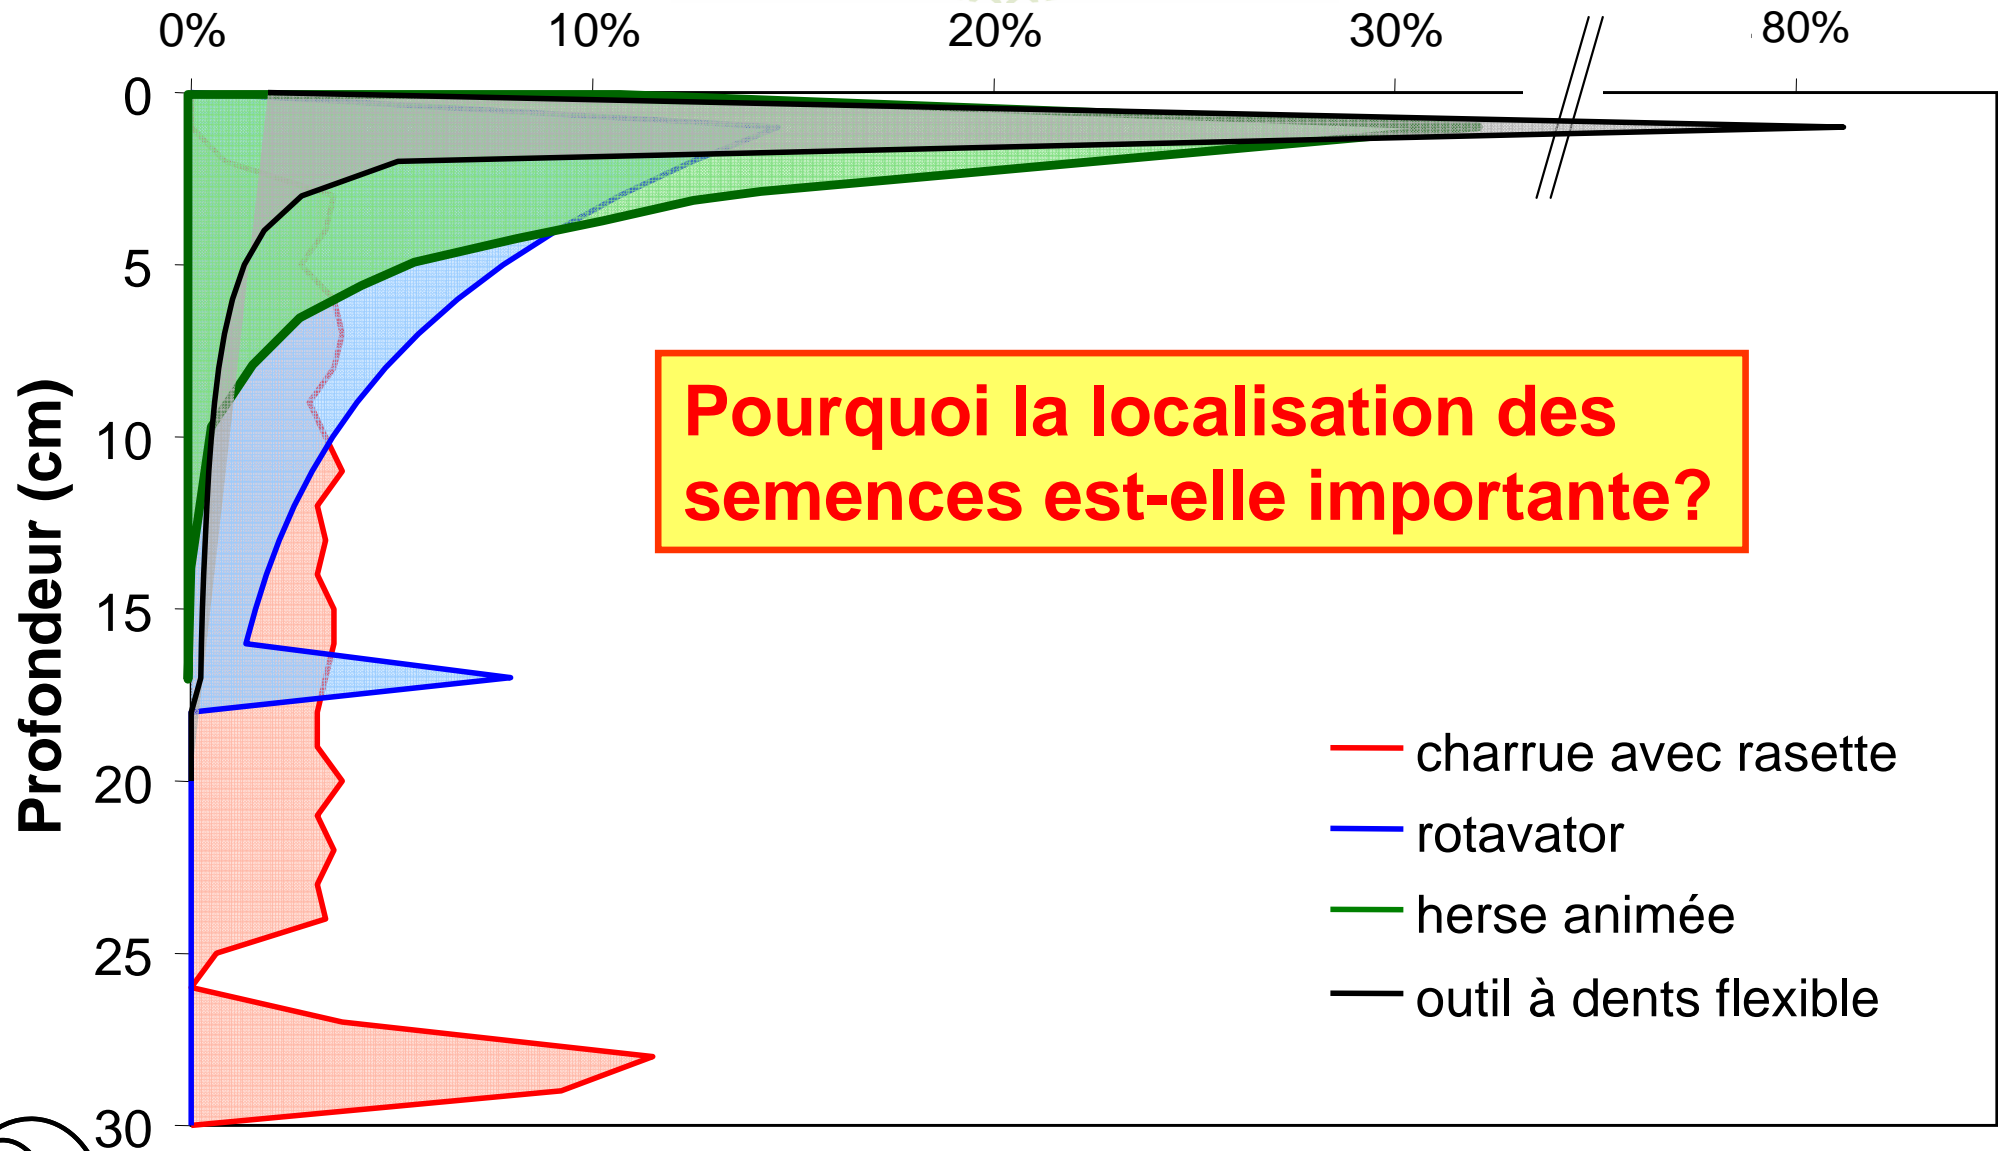 0% 10% 20% 30% 80%
0
5
10
15
20
25
30
Profondeur (cm)
Pourquoi la localisation des
semences est-elle importante?
charrue avec rasette
rotavator
herse animée
outil à dents flexible